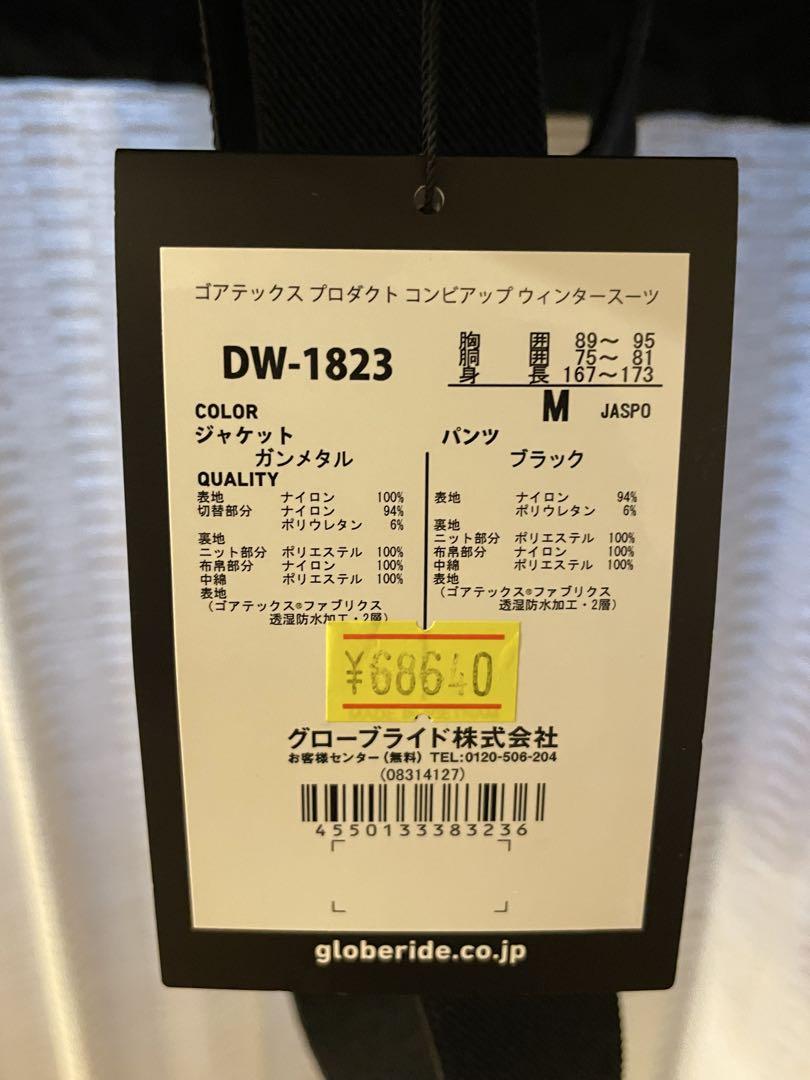 ゴアテックス プロダクト コンビアップ ウィンタースーツ
DW-1823
胸 囲 89～ 95
胴 囲 75～ 81
身 長 167～173
M JASPO
COLOR
ジャケット
ガンメタル
パンツ
ブラック
QUALITY
表地 ナイロン 100%
切替部分 ナイロン 94%
ポリウレタン 6%
裏地
ニット部分 ポリエステル 100%
布帛部分 ナイロン 100%
中綿 ポリエステル 100%
表地
(ゴアテックス®ファブリクス
透湿防水加工・2層)
表地 ナイロン 94%
ポリウレタン 6%
裏地
ニット部分 ポリエステル 100%
布帛部分 ナイロン 100%
中綿 ポリエステル 100%
表地
(ゴアテックス®ファブリクス
透湿防水加工・2層)
¥68640
グローブライド株式会社
お客様センター(無料) TEL:0120-506-204
(08314127)
4550133383236
globeride.co.jp